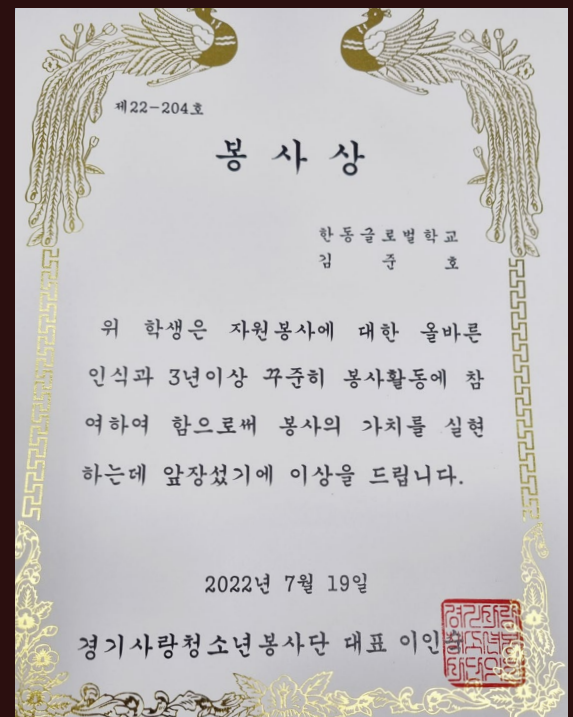 제22-204호
봉 사 상
한동글로벌학교
김 준 호
위 학생은 자원봉사에 대한 올바른
인식과 3년이상 꾸준히 봉사활동에 참
여하여 함으로써 봉사의 가치를 실현
하는데 앞장섰기에 이상을 드립니다.
2022년 7월 19일
경기사랑청소년봉사단 대표